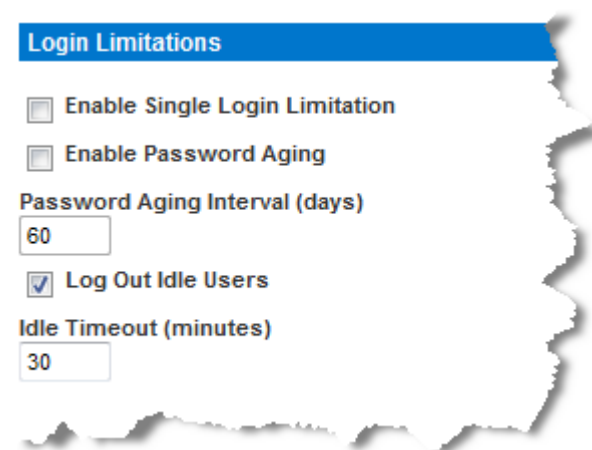 Login Limitations
Enable Single Login Limitation
Enable Password Aging
Password Aging Interval (days)
60
Log Out Idle Users
Idle Timeout (minutes)
30